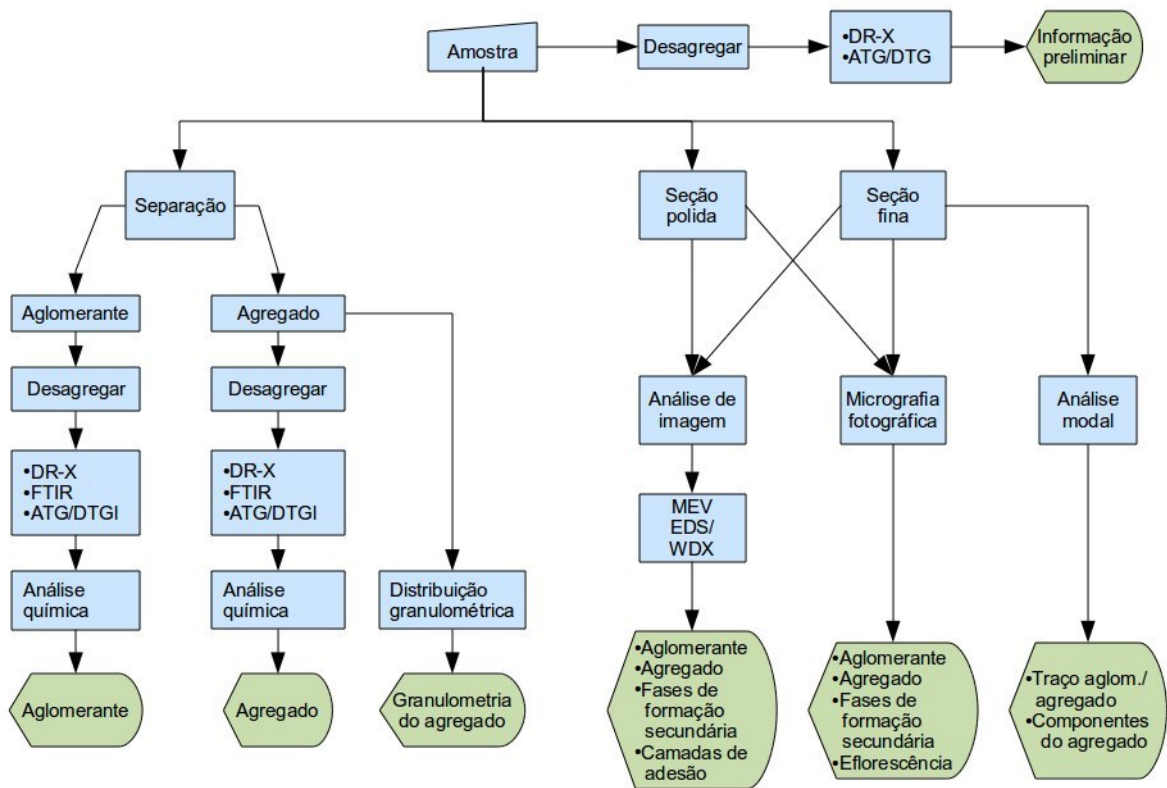 Amostra
Desagregar
•DR-X
•ATG/DTG
Informação
preliminar
Separação
Seção
polida
Seção
fina
Aglomerante
Agregado
Desagregar
Desagregar
•DR-X
•FTIR
•ATG/DTGI
•DR-X
•FTIR
•ATG/DTGI
Análise
química
Análise
química
Distribuição
granulométrica
Aglomerante
Agregado
Granulometria
do agregado
Análise de
imagem
Micrografia
fotográfica
Análise
modal
MEV
EDS/
WDX
•Aglomerante
•Agregado
•Fases de
formação
secundária
•Camadas de
adesão
•Aglomerante
•Agregado
•Fases de
formação
secundária
•Eflorescência
•Traço aglom./
agregado
•Componentes
do agregado